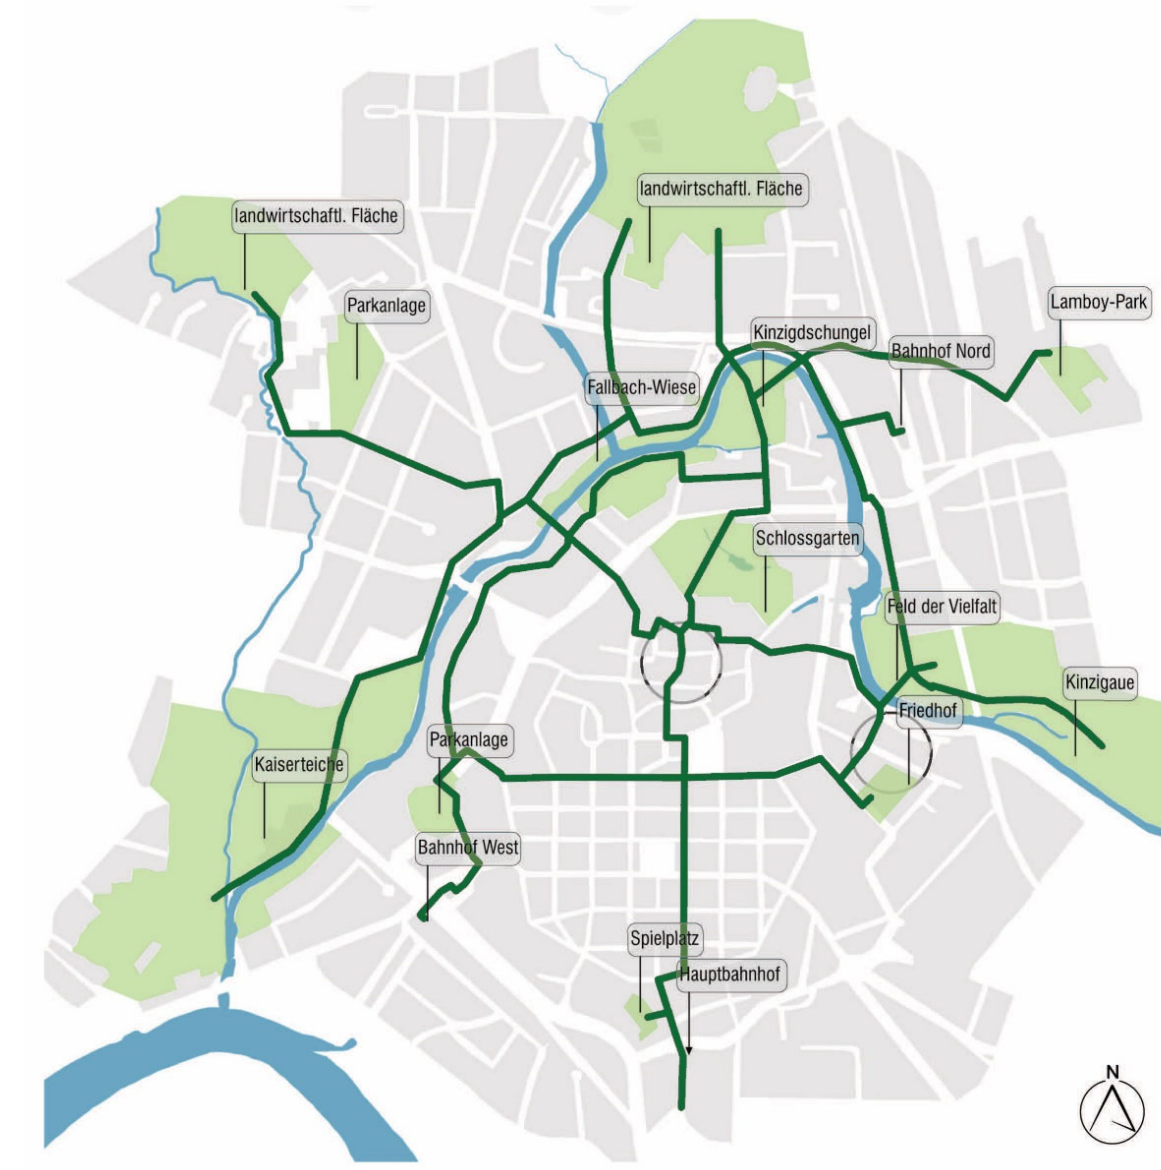 landwirtschaftl. Fläche
landwirtschaftl. Fläche
Parkanlage
Lamboy-Park
Kinzigdschungel
Bahnhof Nord
Fallbach-Wiese
Schlossgarten
Feld der Vielfalt
Kinzigaue
Friedhof
Parkanlage
Kaiserteiche
Bahnhof West
Spielplatz
Hauptbahnhof
N